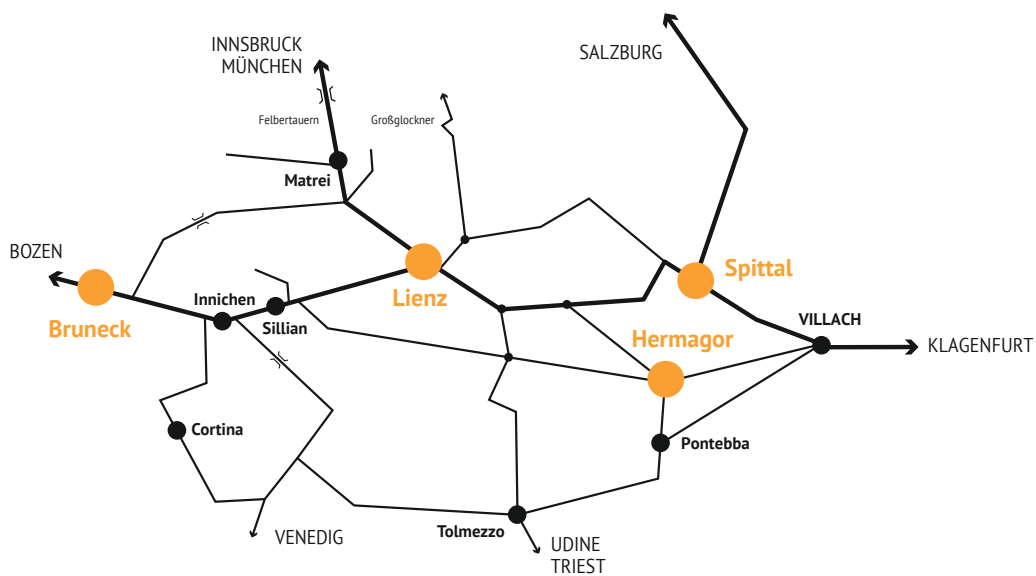 INNSBRUCK
MÜNCHEN
SALZBURG
Felbertauern
Großglockner
Matrei
BOZEN
Spittal
Bruneck
Innichen
Sillian
Lienz
VILLACH
Hermagor
KLAGENFURT
Cortina
Pontebba
VENEDIG
Tolmezzo
UDINE
TRIEST